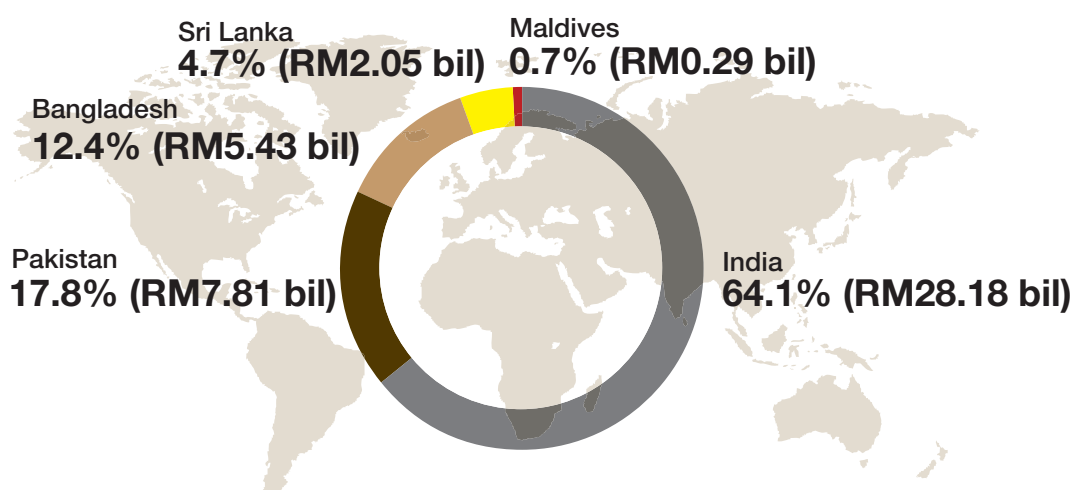 Sri Lanka
4.7% (RM2.05 bil)
Maldives
0.7% (RM0.29 bil)
Bangladesh
12.4% (RM5.43 bil)
Pakistan
17.8% (RM7.81 bil)
India
64.1% (RM28.18 bil)